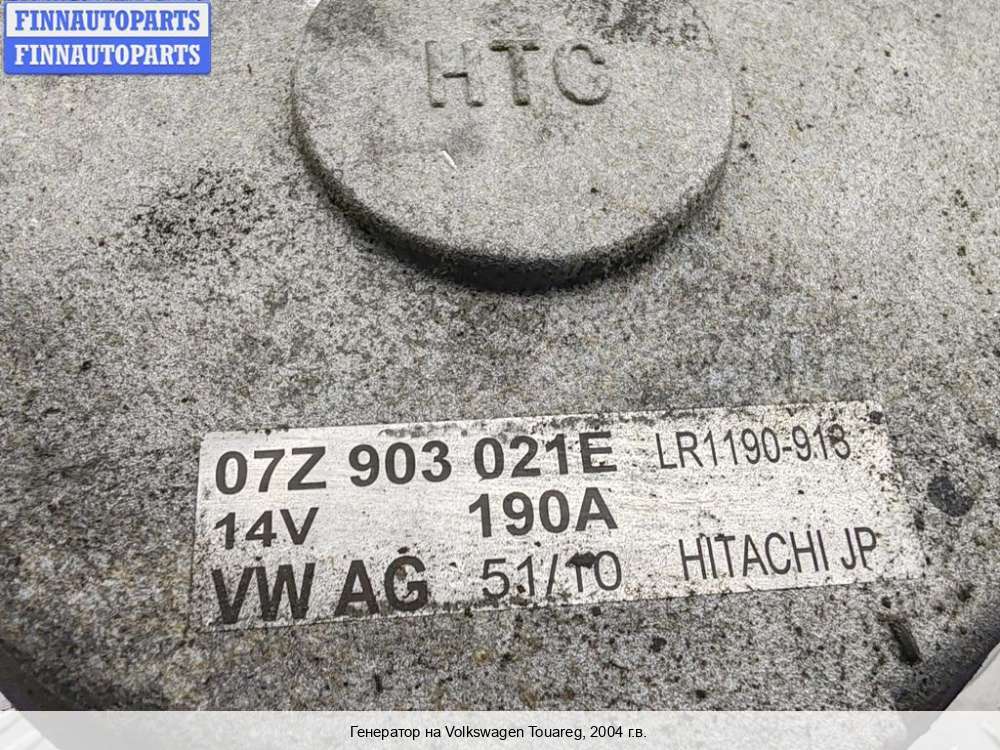 FINNAUTOPARTS
FINNAUTOPARTS
HTC
07Z 903 021E LR1190-913
14V 190A
VW AG 51/10 HITACHI JP
Генератор на Volkswagen Touareg, 2004 г.в.